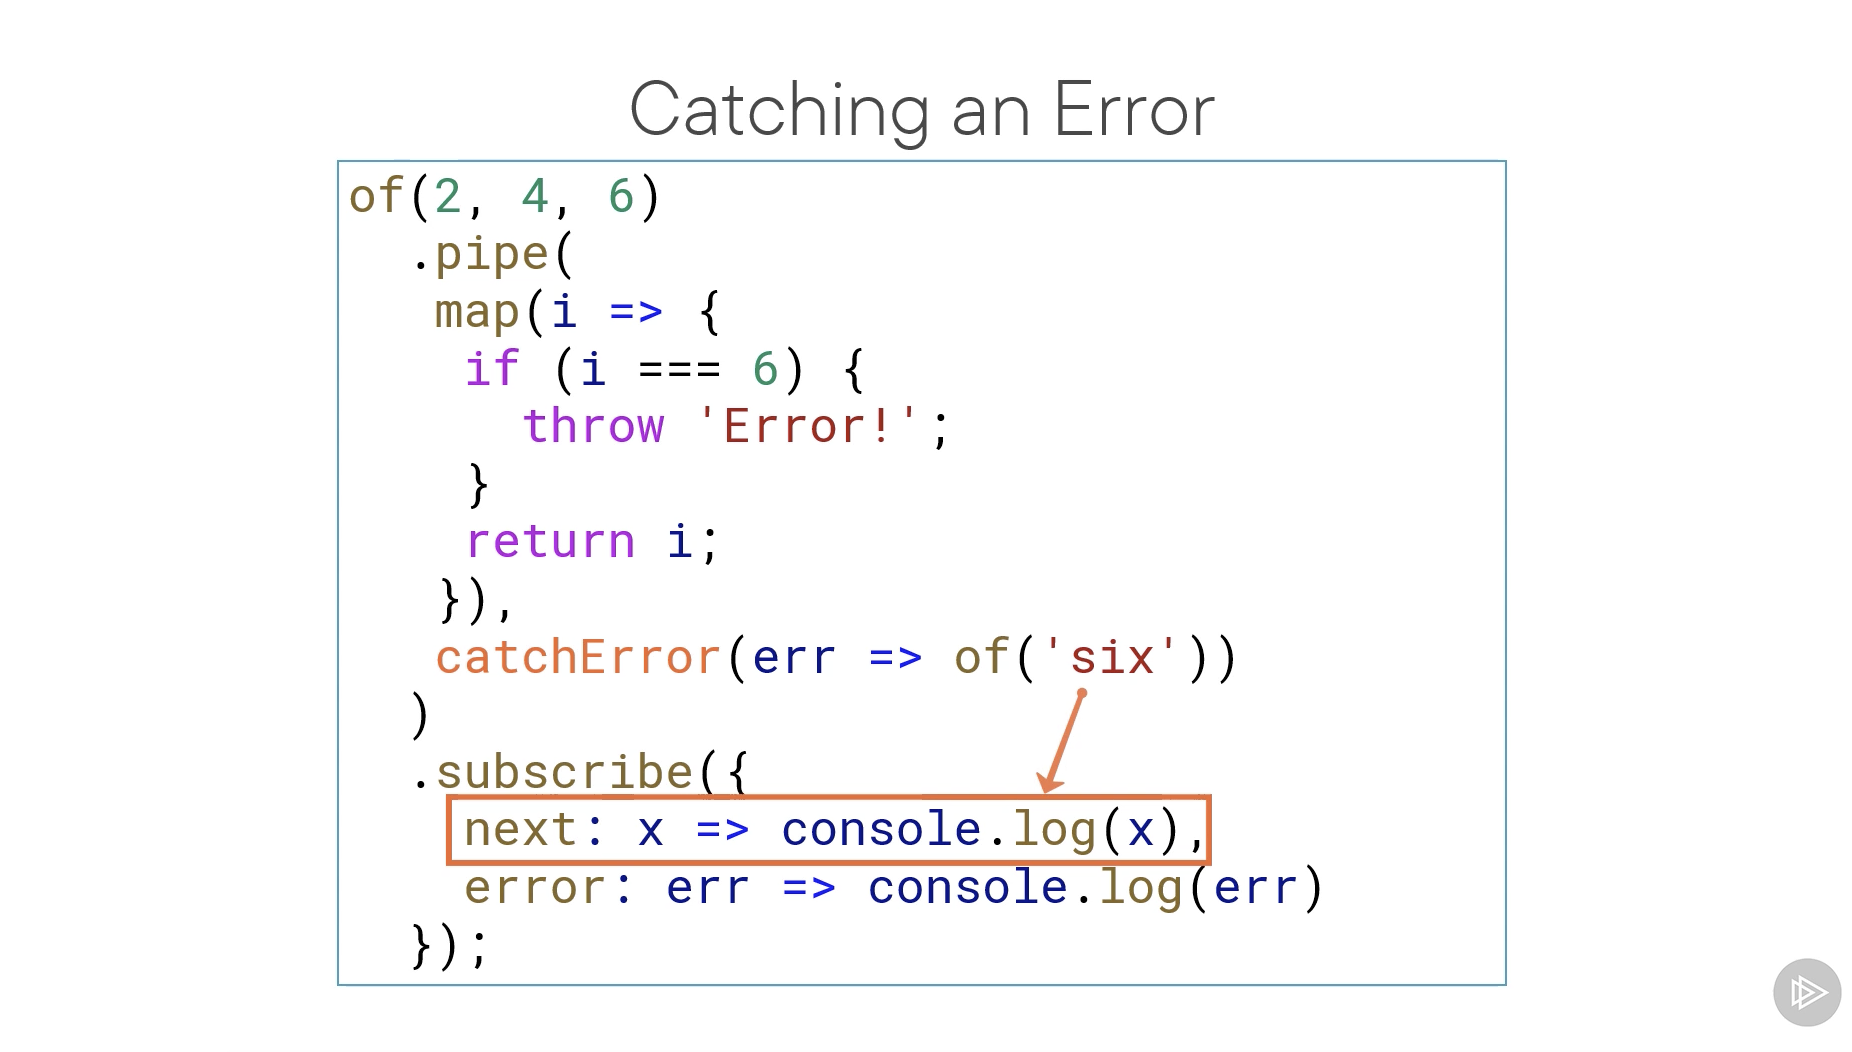 Catching an Error
of(2, 4, 6)
.pipe(
map(i => {
if (i === 6) {
throw 'Error!';
}
return i;
}),
catchError(err => of('six'))
)
.subscribe({
next: x => console.log(x),
error: err => console.log(err)
});